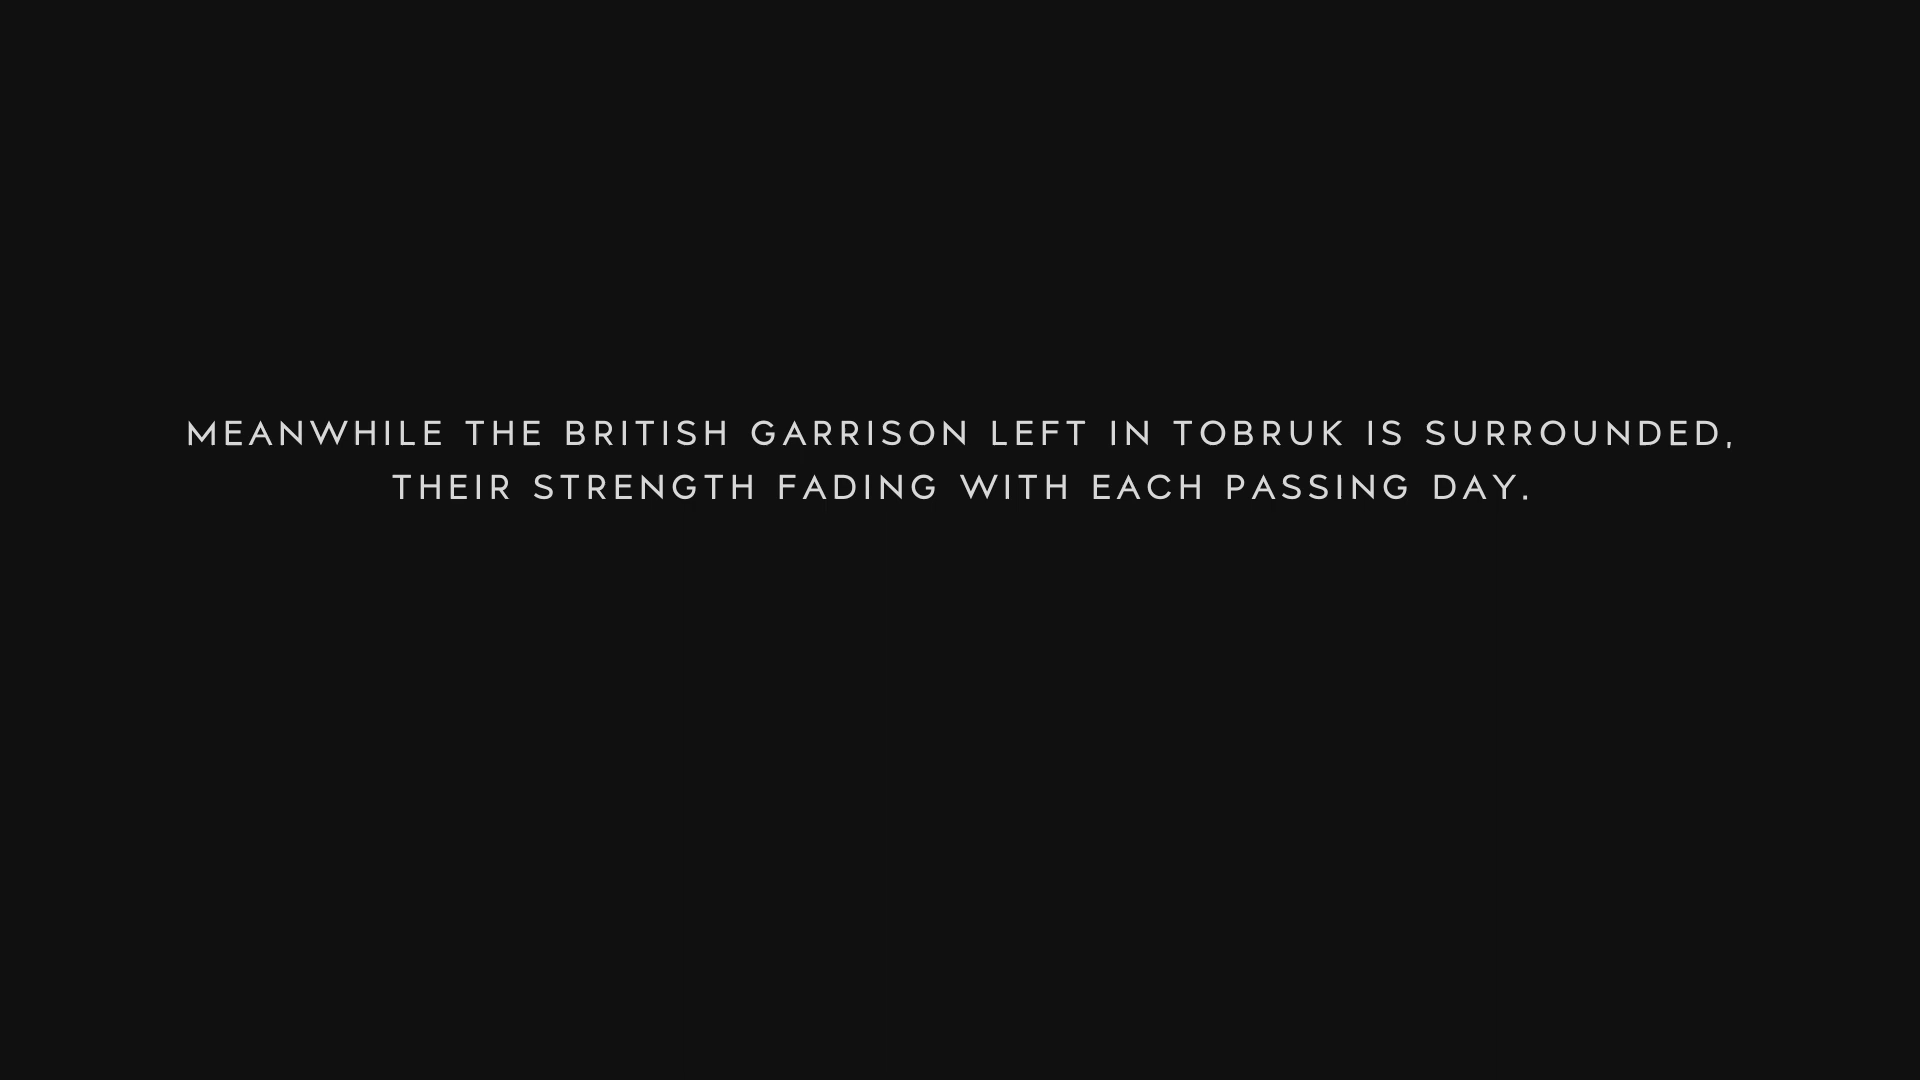 MEANWHILE THE BRITISH GARRISON LEFT IN TOBRUK IS SURROUNDED,
THEIR STRENGTH FADING WITH EACH PASSING DAY.